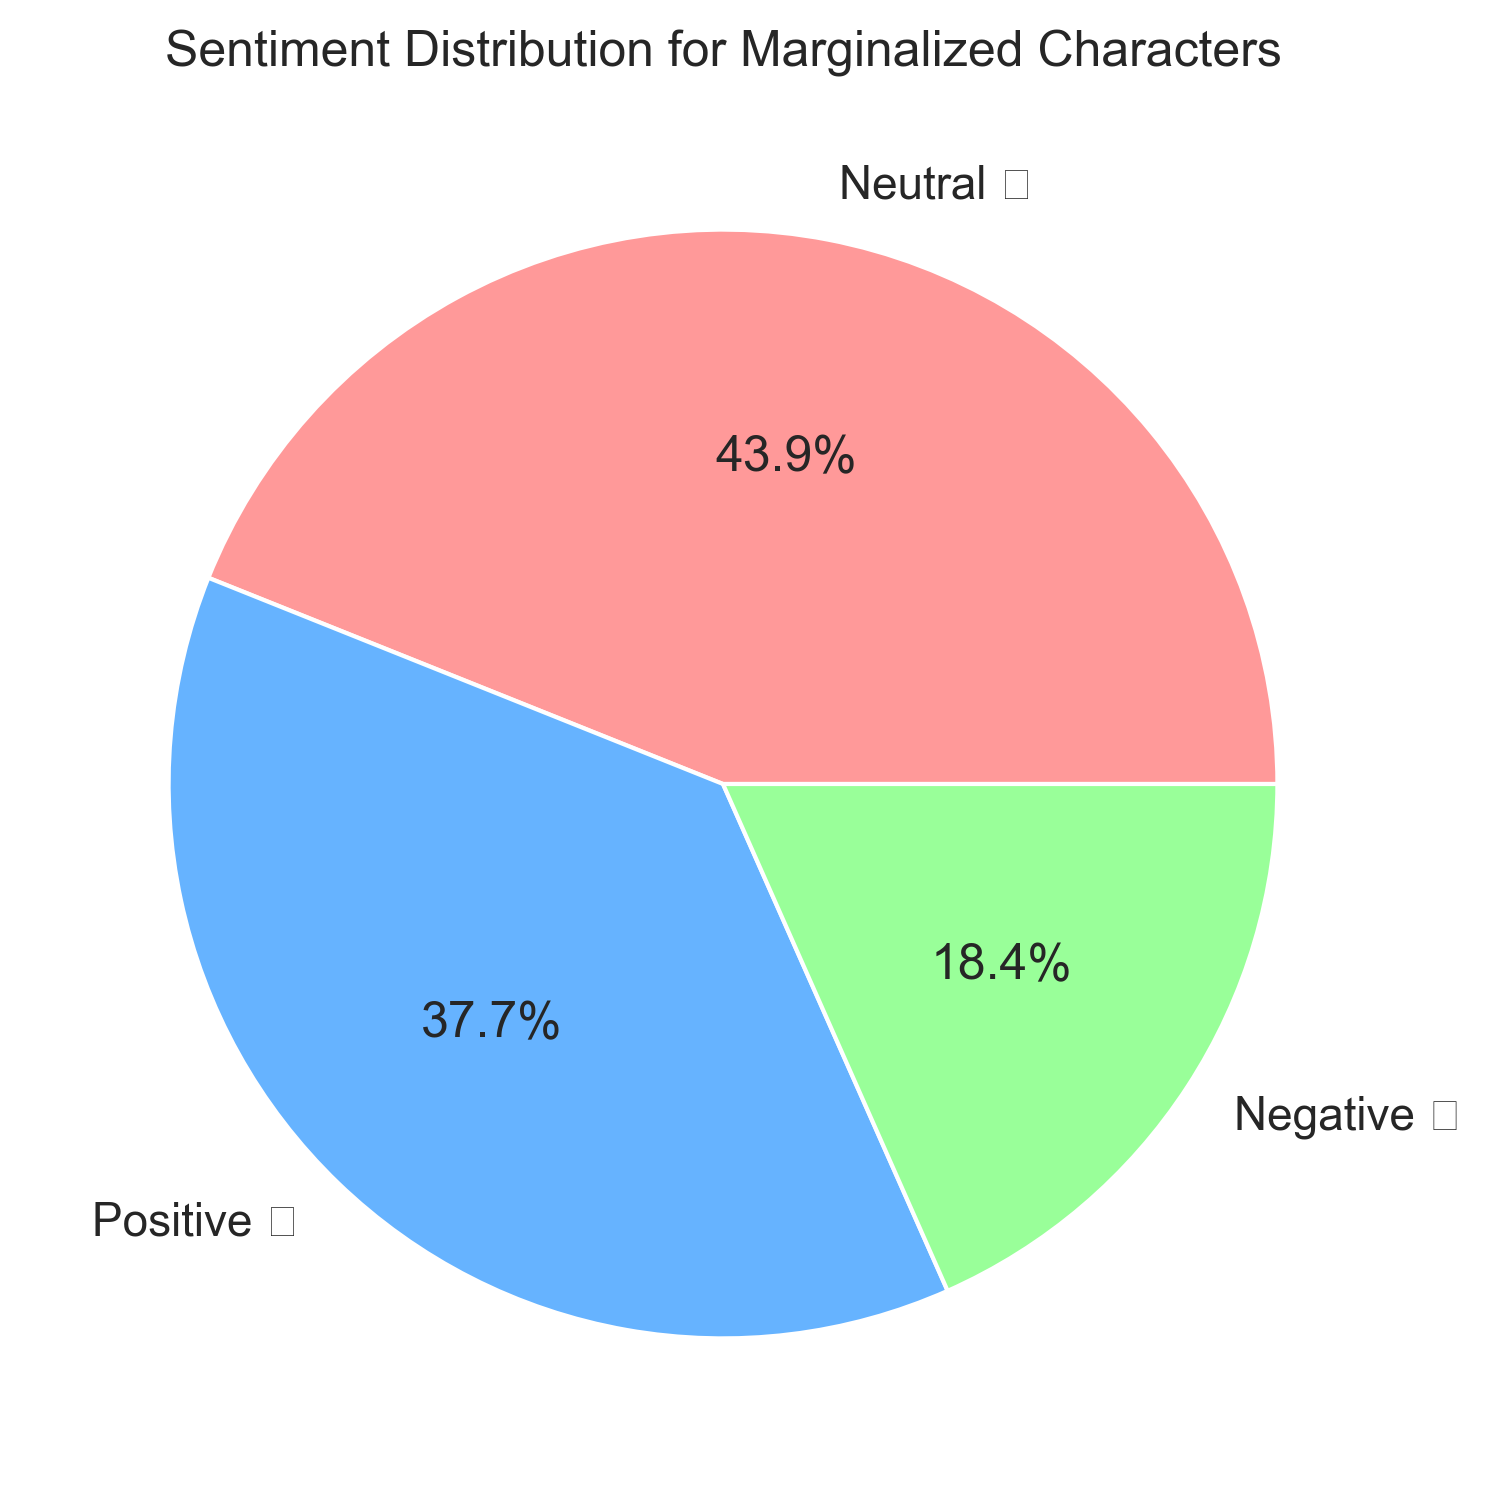 Sentiment Distribution for Marginalized Characters
Neutral
43.9%
18.4%
37.7%
Negative
Positive